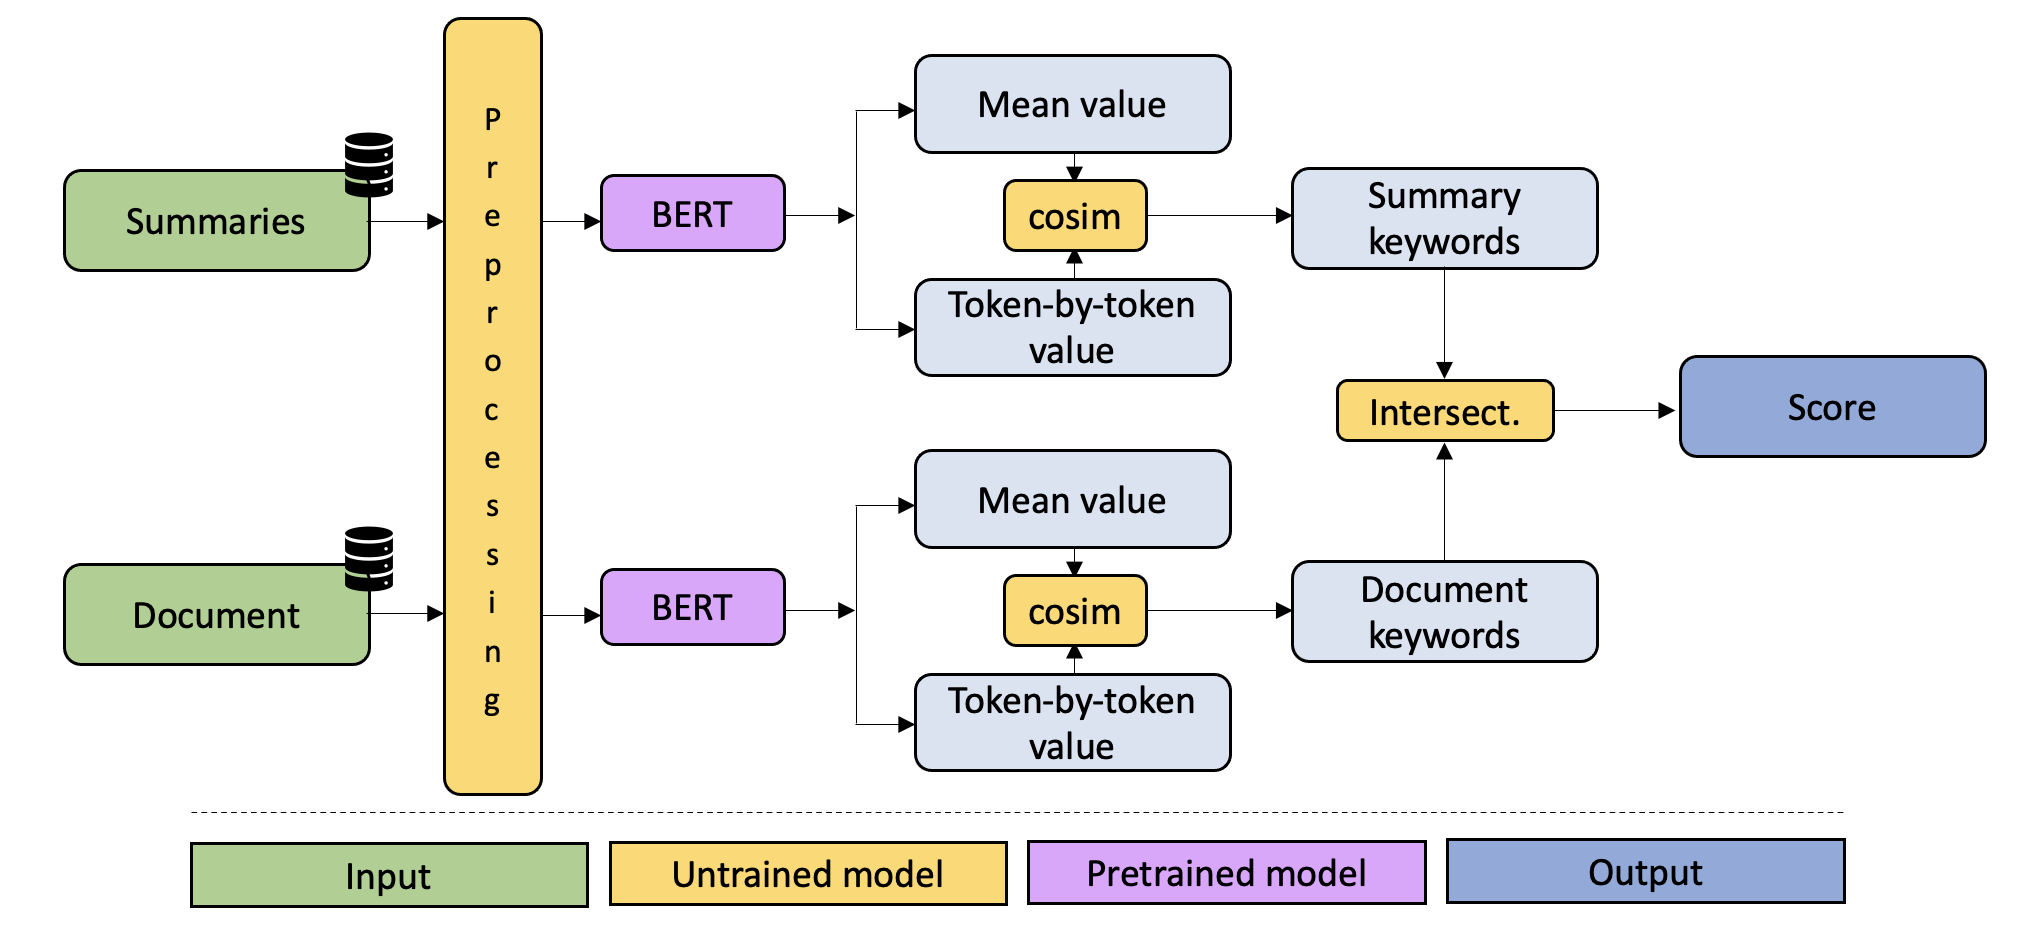 Summaries
Document
Preprocessing
BERT
BERT
Mean value
cosim
Token-by-token
value
Mean value
cosim
Token-by-token
value
Summary
keywords
Intersect.
Document
keywords
Score
Input
Untrained model
Pretrained model
Output